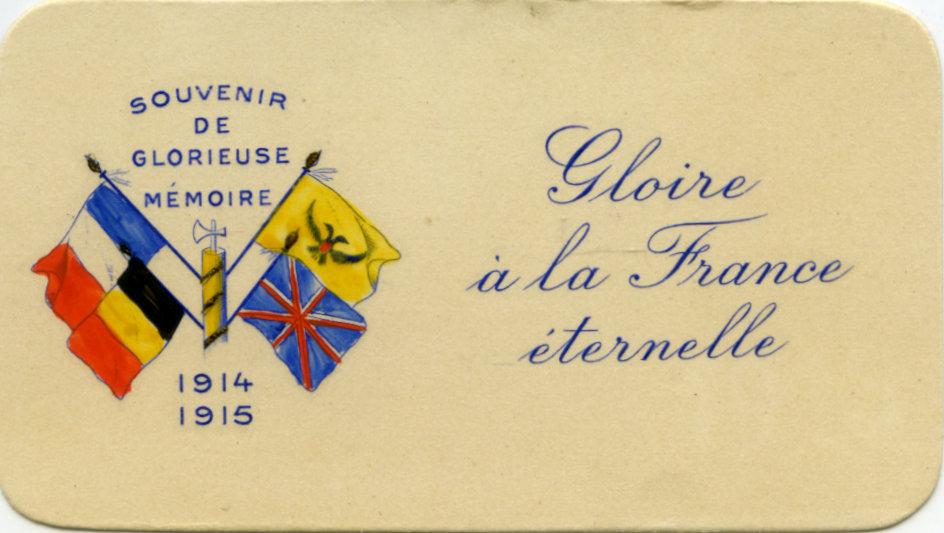 SOUVENIR
DE
GLORIEUSE
MÉMOIRE
1914
1915
Gloire
à la France
éternelle